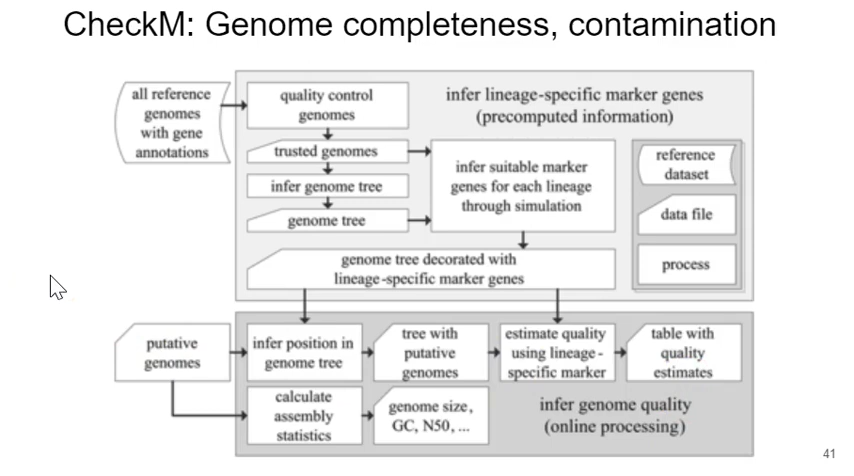 CheckM: Genome completeness, contamination
all reference
genomes
with gene
annotations
quality control
genomes
trusted genomes
infer genome tree
genome tree
infer lineage-specific marker genes
(precomputed information)
infer suitable marker
genes for each lineage
through simulation
reference
dataset
data file
process
genome tree decorated with
lineage-specific marker genes
putative
genomes
infer position in
genome tree
tree with
putative
genomes
estimate quality
using lineage-
specific marker
table with
quality
estimates
calculate
assembly
statistics
genome size,
GC, N50, ...
infer genome quality
(online processing)
41